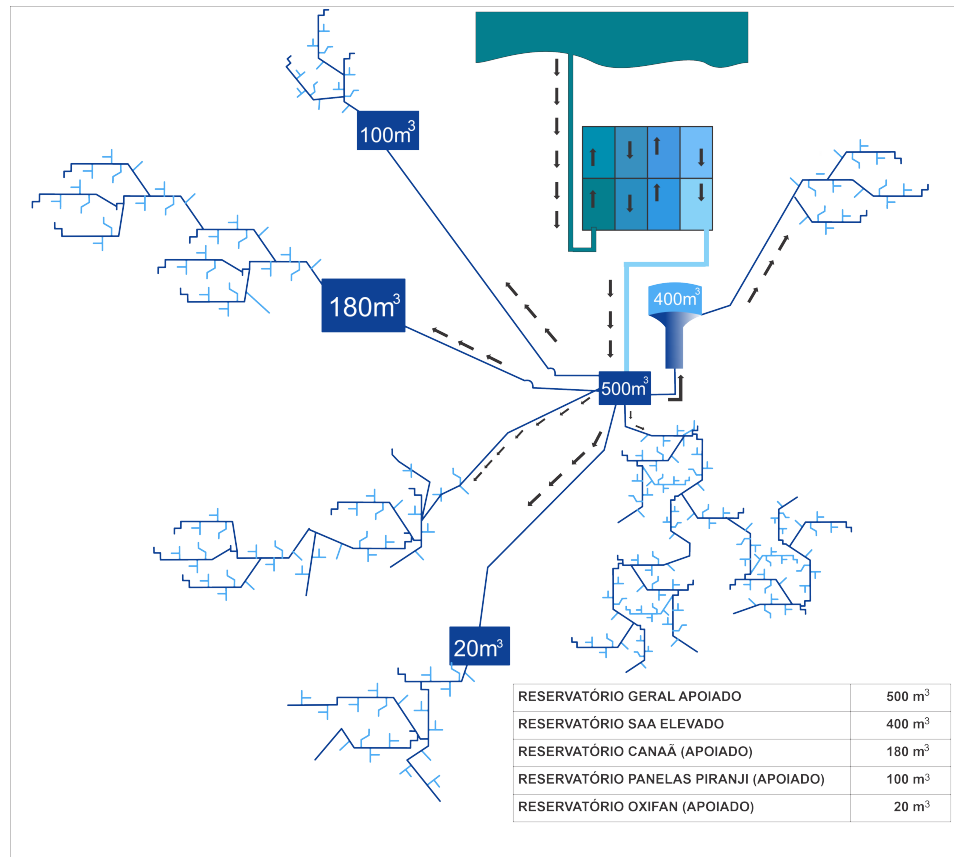 100m³
180m³
400m³
500m³
20m³
RESERVATÓRIO GERAL APOIADO 500 m³
RESERVATÓRIO SAA ELEVADO 400 m³
RESERVATÓRIO CANAÃ (APOIADO) 180 m³
RESERVATÓRIO PANELAS PIRANJI (APOIADO) 100 m³
RESERVATÓRIO OXIFAN (APOIADO) 20 m³